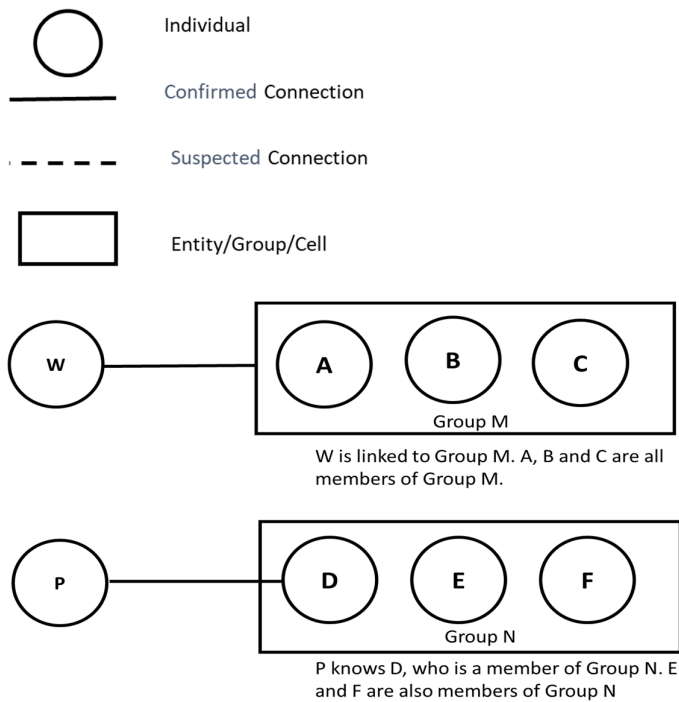 Individual
Confirmed Connection
Suspected Connection
Entity/Group/Cell
W
A
B
C
Group M
W is linked to Group M. A, B and C are all
members of Group M.
P
D
E
F
Group N
P knows D, who is a member of Group N. E
and F are also members of Group N